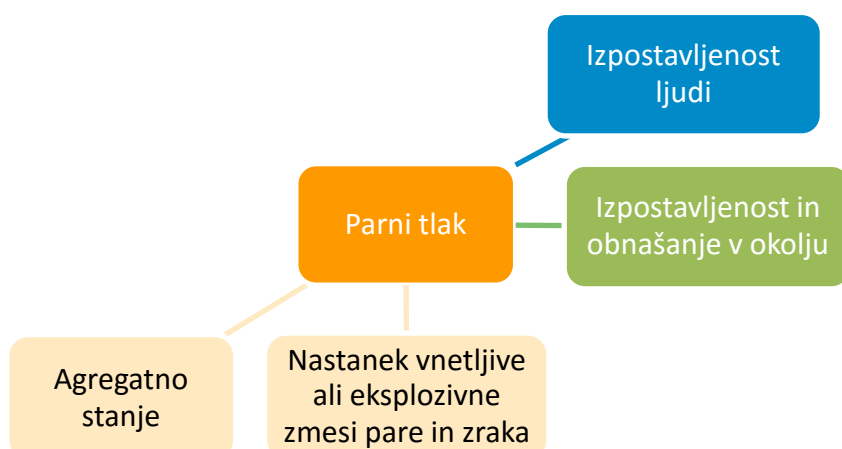 Izpostavljenost
ljudi
Parni tlak
Izpostavljenost in
obnašanje v okolju
Agregatno
stanje
Nastanek vnetljive
ali eksplozivne
zmesi pare in zraka